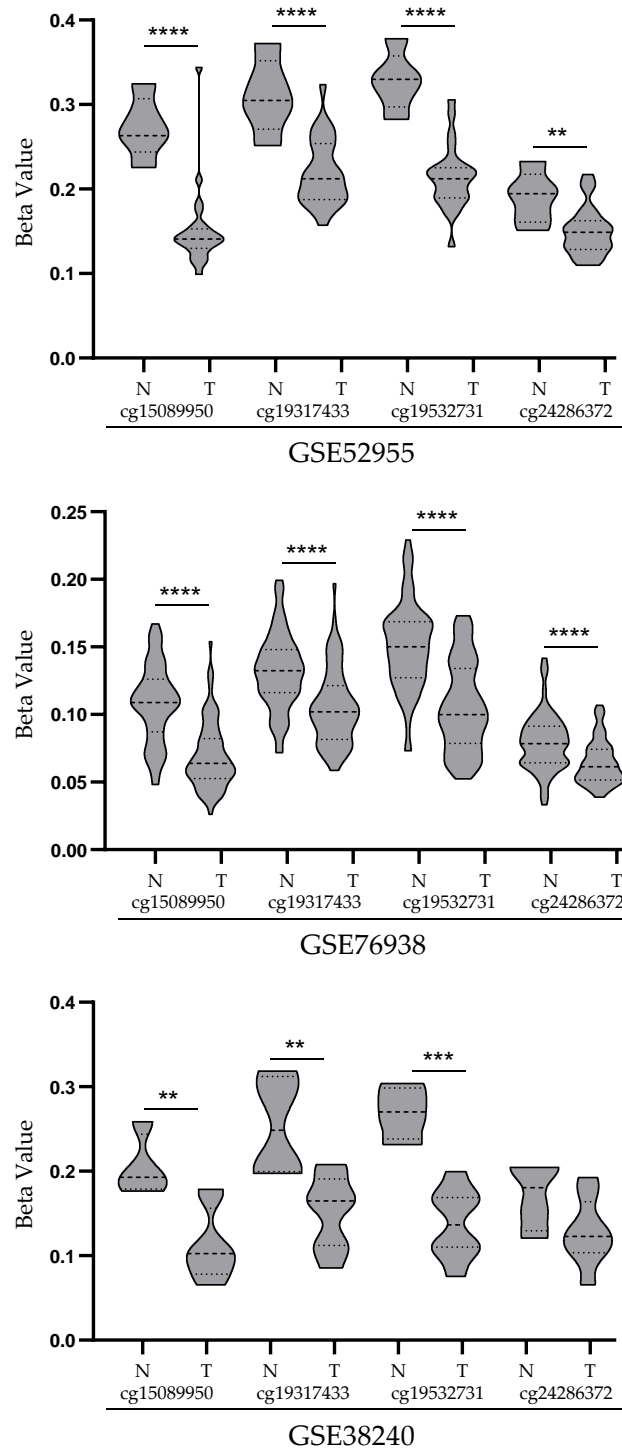 0.4
0.3
0.2
0.1
0.0
Beta Value
****
****
****
**
N T N T N T N T
cg15089950 cg19317433 cg19532731 cg24286372
GSE52955
0.25
0.20
0.15
0.10
0.05
0.00
Beta Value
****
****
****
****
N T N T N T N T
cg15089950 cg19317433 cg19532731 cg24286372
GSE76938
0.4
0.3
0.2
0.1
0.0
Beta Value
**
**
***
N T N T N T N T
cg15089950 cg19317433 cg19532731 cg24286372
GSE38240